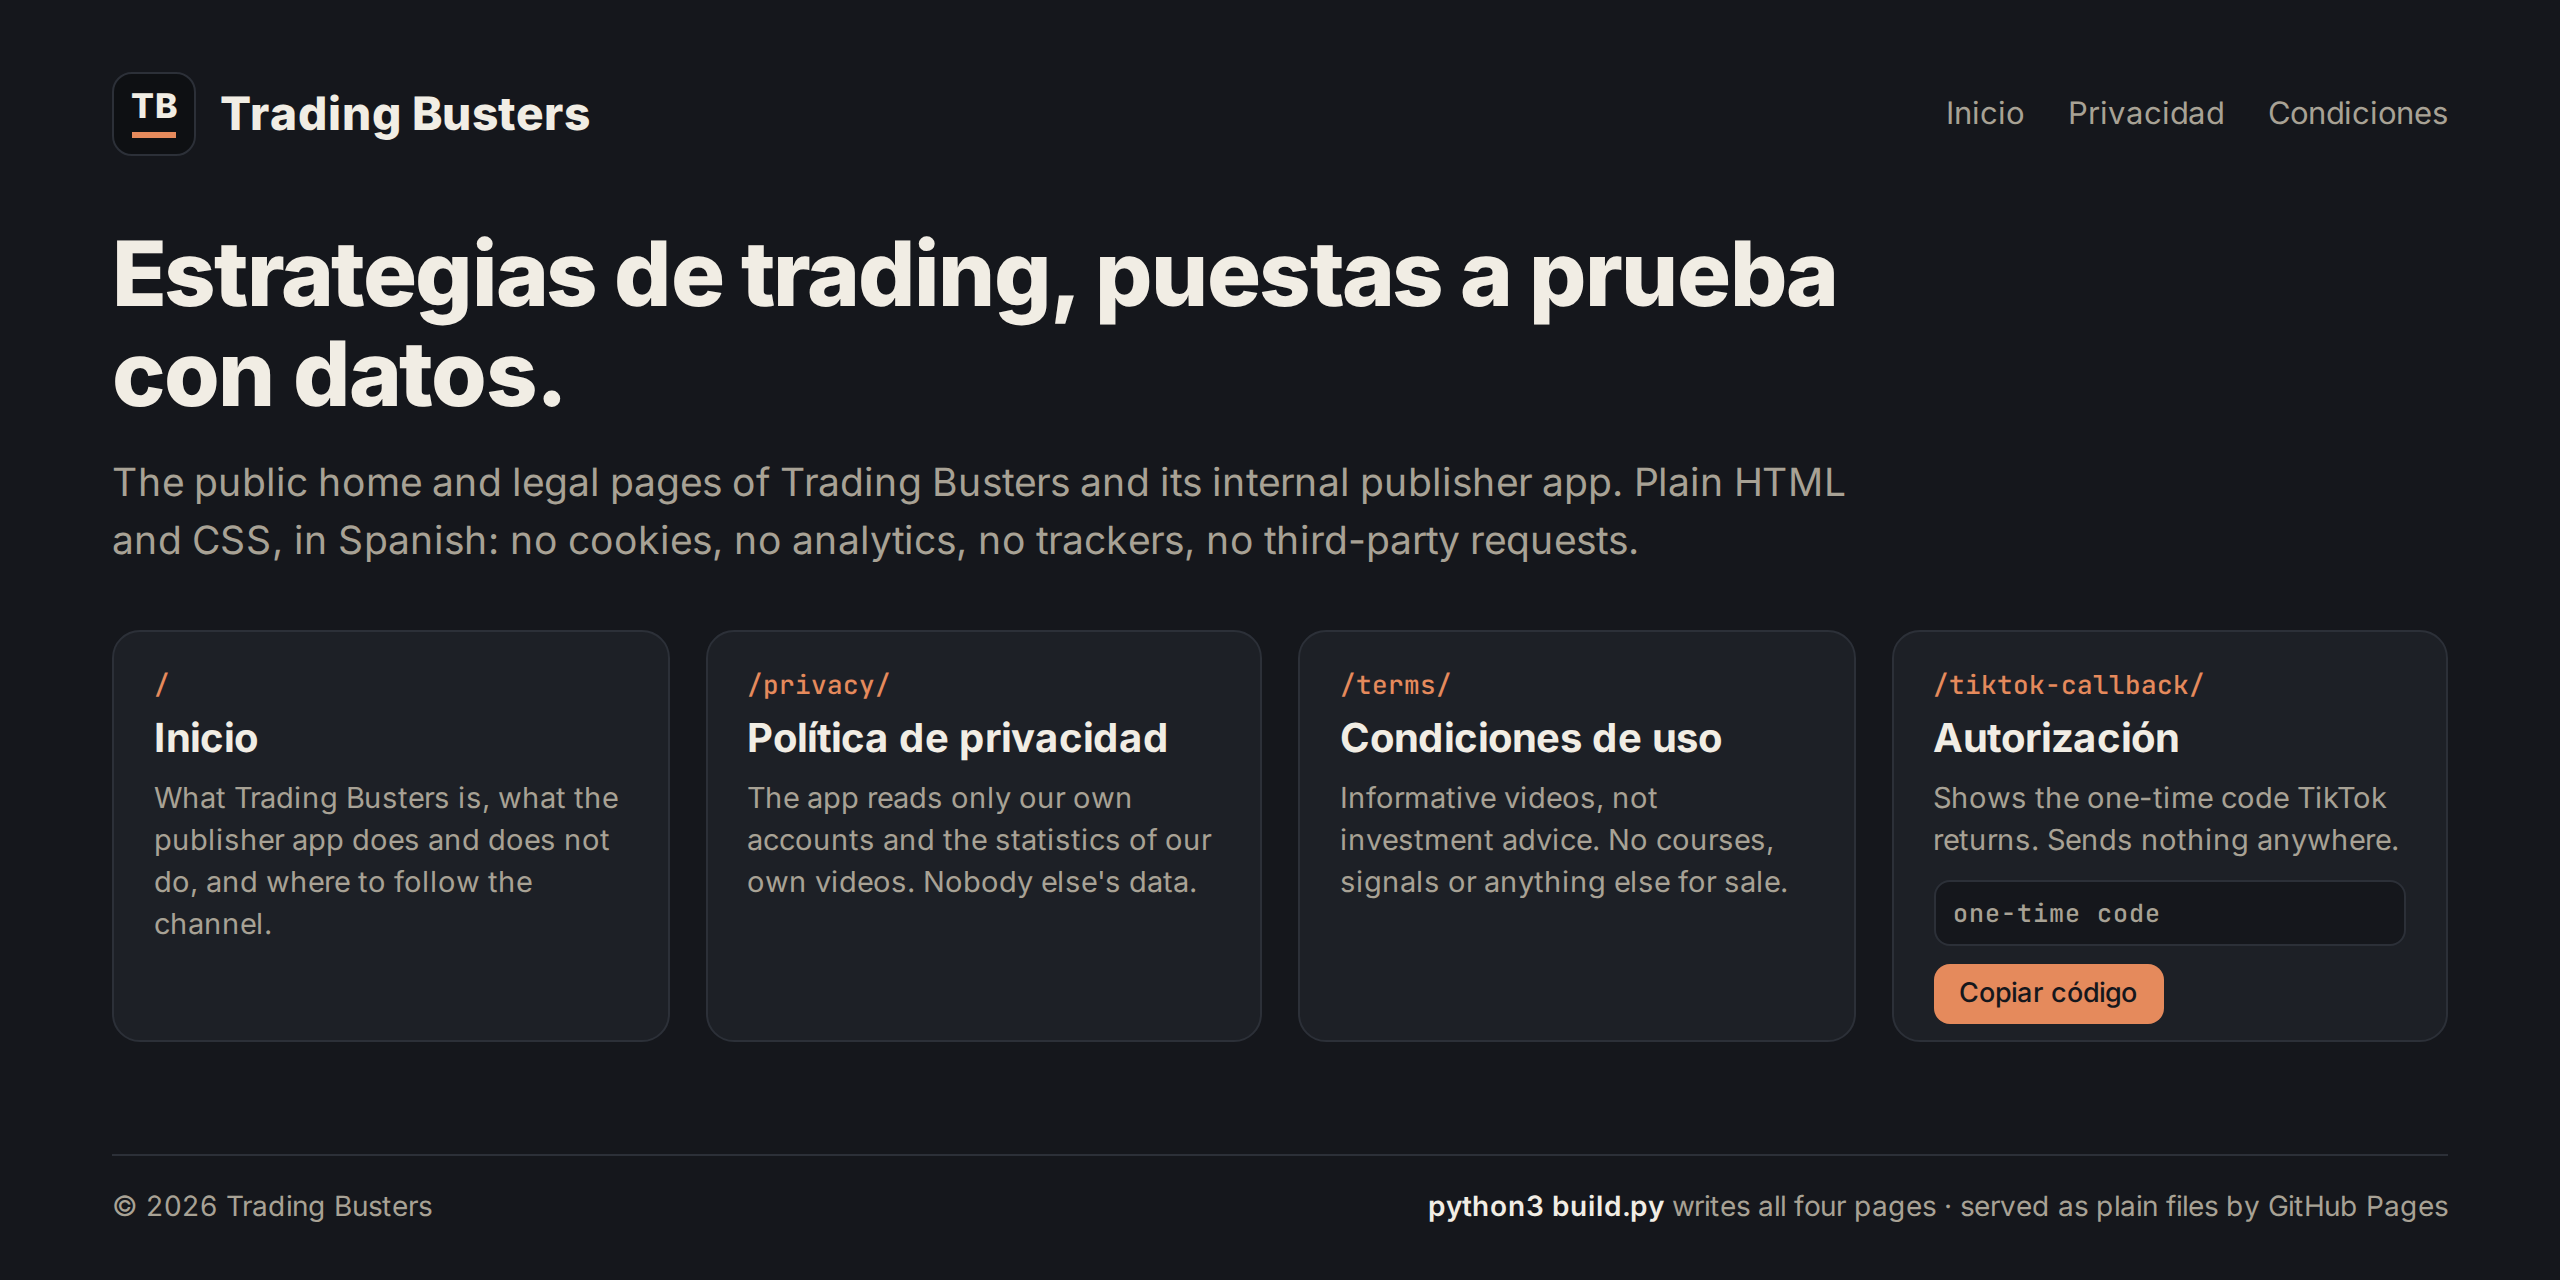 TB
Trading Busters
Inicio Privacidad Condiciones
Estrategias de trading, puestas a prueba
con datos.
The public home and legal pages of Trading Busters and its internal publisher app. Plain HTML
and CSS, in Spanish: no cookies, no analytics, no trackers, no third-party requests.
/
Inicio
What Trading Busters is, what the
publisher app does and does not
do, and where to follow the
channel.
/privacy/
Política de privacidad
The app reads only our own
accounts and the statistics of our
own videos. Nobody else's data.
/terms/
Condiciones de uso
Informative videos, not
investment advice. No courses,
signals or anything else for sale.
/tiktok-callback/
Autorización
Shows the one-time code TikTok
returns. Sends nothing anywhere.
one-time code
Copiar código
© 2026 Trading Busters
python3 build.py writes all four pages · served as plain files by GitHub Pages